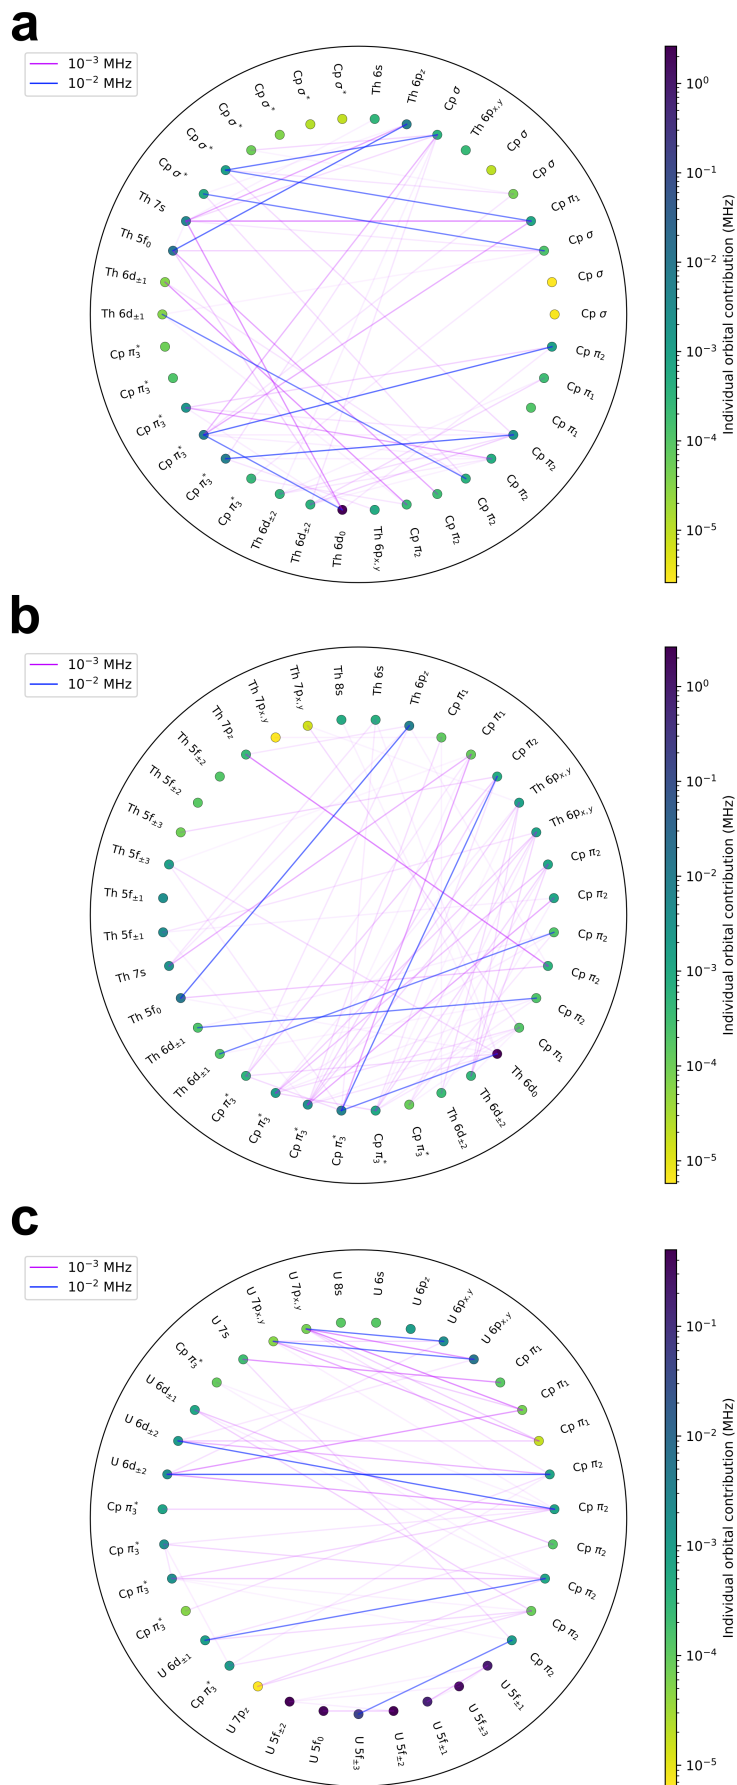 a
10⁻³ MHz
10⁻² MHz
Cp σ*
Cp σ*
Cp σ*
Cp σ*
Cp σ*
Cp σ*
Th 6s
Th 6p_z
Cp σ
Th 6p_x,y
Cp σ
Cp σ
Cp π₁
Cp σ
Cp σ
Cp σ
Cp π₂
Cp π₁
Cp π₁
Cp π₂
Cp π₂
Cp π₂
Cp π₂
Cp π₂
Th 6p_x,y
Th 6d₀
Th 6d±₂
Th 6d±₂
Cp π₃*
Cp π₃*
Cp π₃*
Cp π₃*
Cp π₃*
Cp π₃*
Th 6d±₁
Th 6d±₁
Th 5f₀
Th 7s
10⁰
10⁻¹
10⁻²
10⁻³
10⁻⁴
10⁻⁵
Individual orbital contribution (MHz)
b
10⁻³ MHz
10⁻² MHz
Th 7p_z
Th 7p_x,y
Th 7p_x,y
Th 8s
Th 6s
Th 6p_z
Cp π₁
Cp π₁
Cp π₂
Th 6p_x,y
Th 6p_x,y
Cp π₂
Cp π₂
Cp π₂
Cp π₂
Cp π₂
Cp π₁
Th 6d₀
Th 6d±₂
Th 6d±₂
Cp π₃*
Cp π₃*
Cp π₃*
Cp π₃*
Cp π₃*
Cp π₃*
Th 6d±₁
Th 6d±₁
Th 5f₀
Th 7s
Th 5f±₁
Th 5f±₁
Th 5f±₃
Th 5f±₃
Th 5f±₂
Th 5f±₂
10⁰
10⁻¹
10⁻²
10⁻³
10⁻⁴
10⁻⁵
Individual orbital contribution (MHz)
c
10⁻³ MHz
10⁻² MHz
U 7s
U 7p_x,y
U 7p_x,y
U 8s
U 6s
U 6p_z
U 6p_x,y
U 6p_x,y
Cp π₁
Cp π₁
Cp π₁
Cp π₂
Cp π₂
Cp π₂
Cp π₂
Cp π₂
Cp π₂
U 5f±₁
U 5f±₃
U 5f±₁
U 5f±₂
U 5f±₃
U 5f₀
U 5f±₂
U 7p_z
Cp π₃*
U 6d±₁
Cp π₃*
Cp π₃*
Cp π₃*
Cp π₃*
U 6d±₂
U 6d±₂
U 6d±₁
Cp π₃*
10⁻¹
10⁻²
10⁻³
10⁻⁴
10⁻⁵
Individual orbital contribution (MHz)